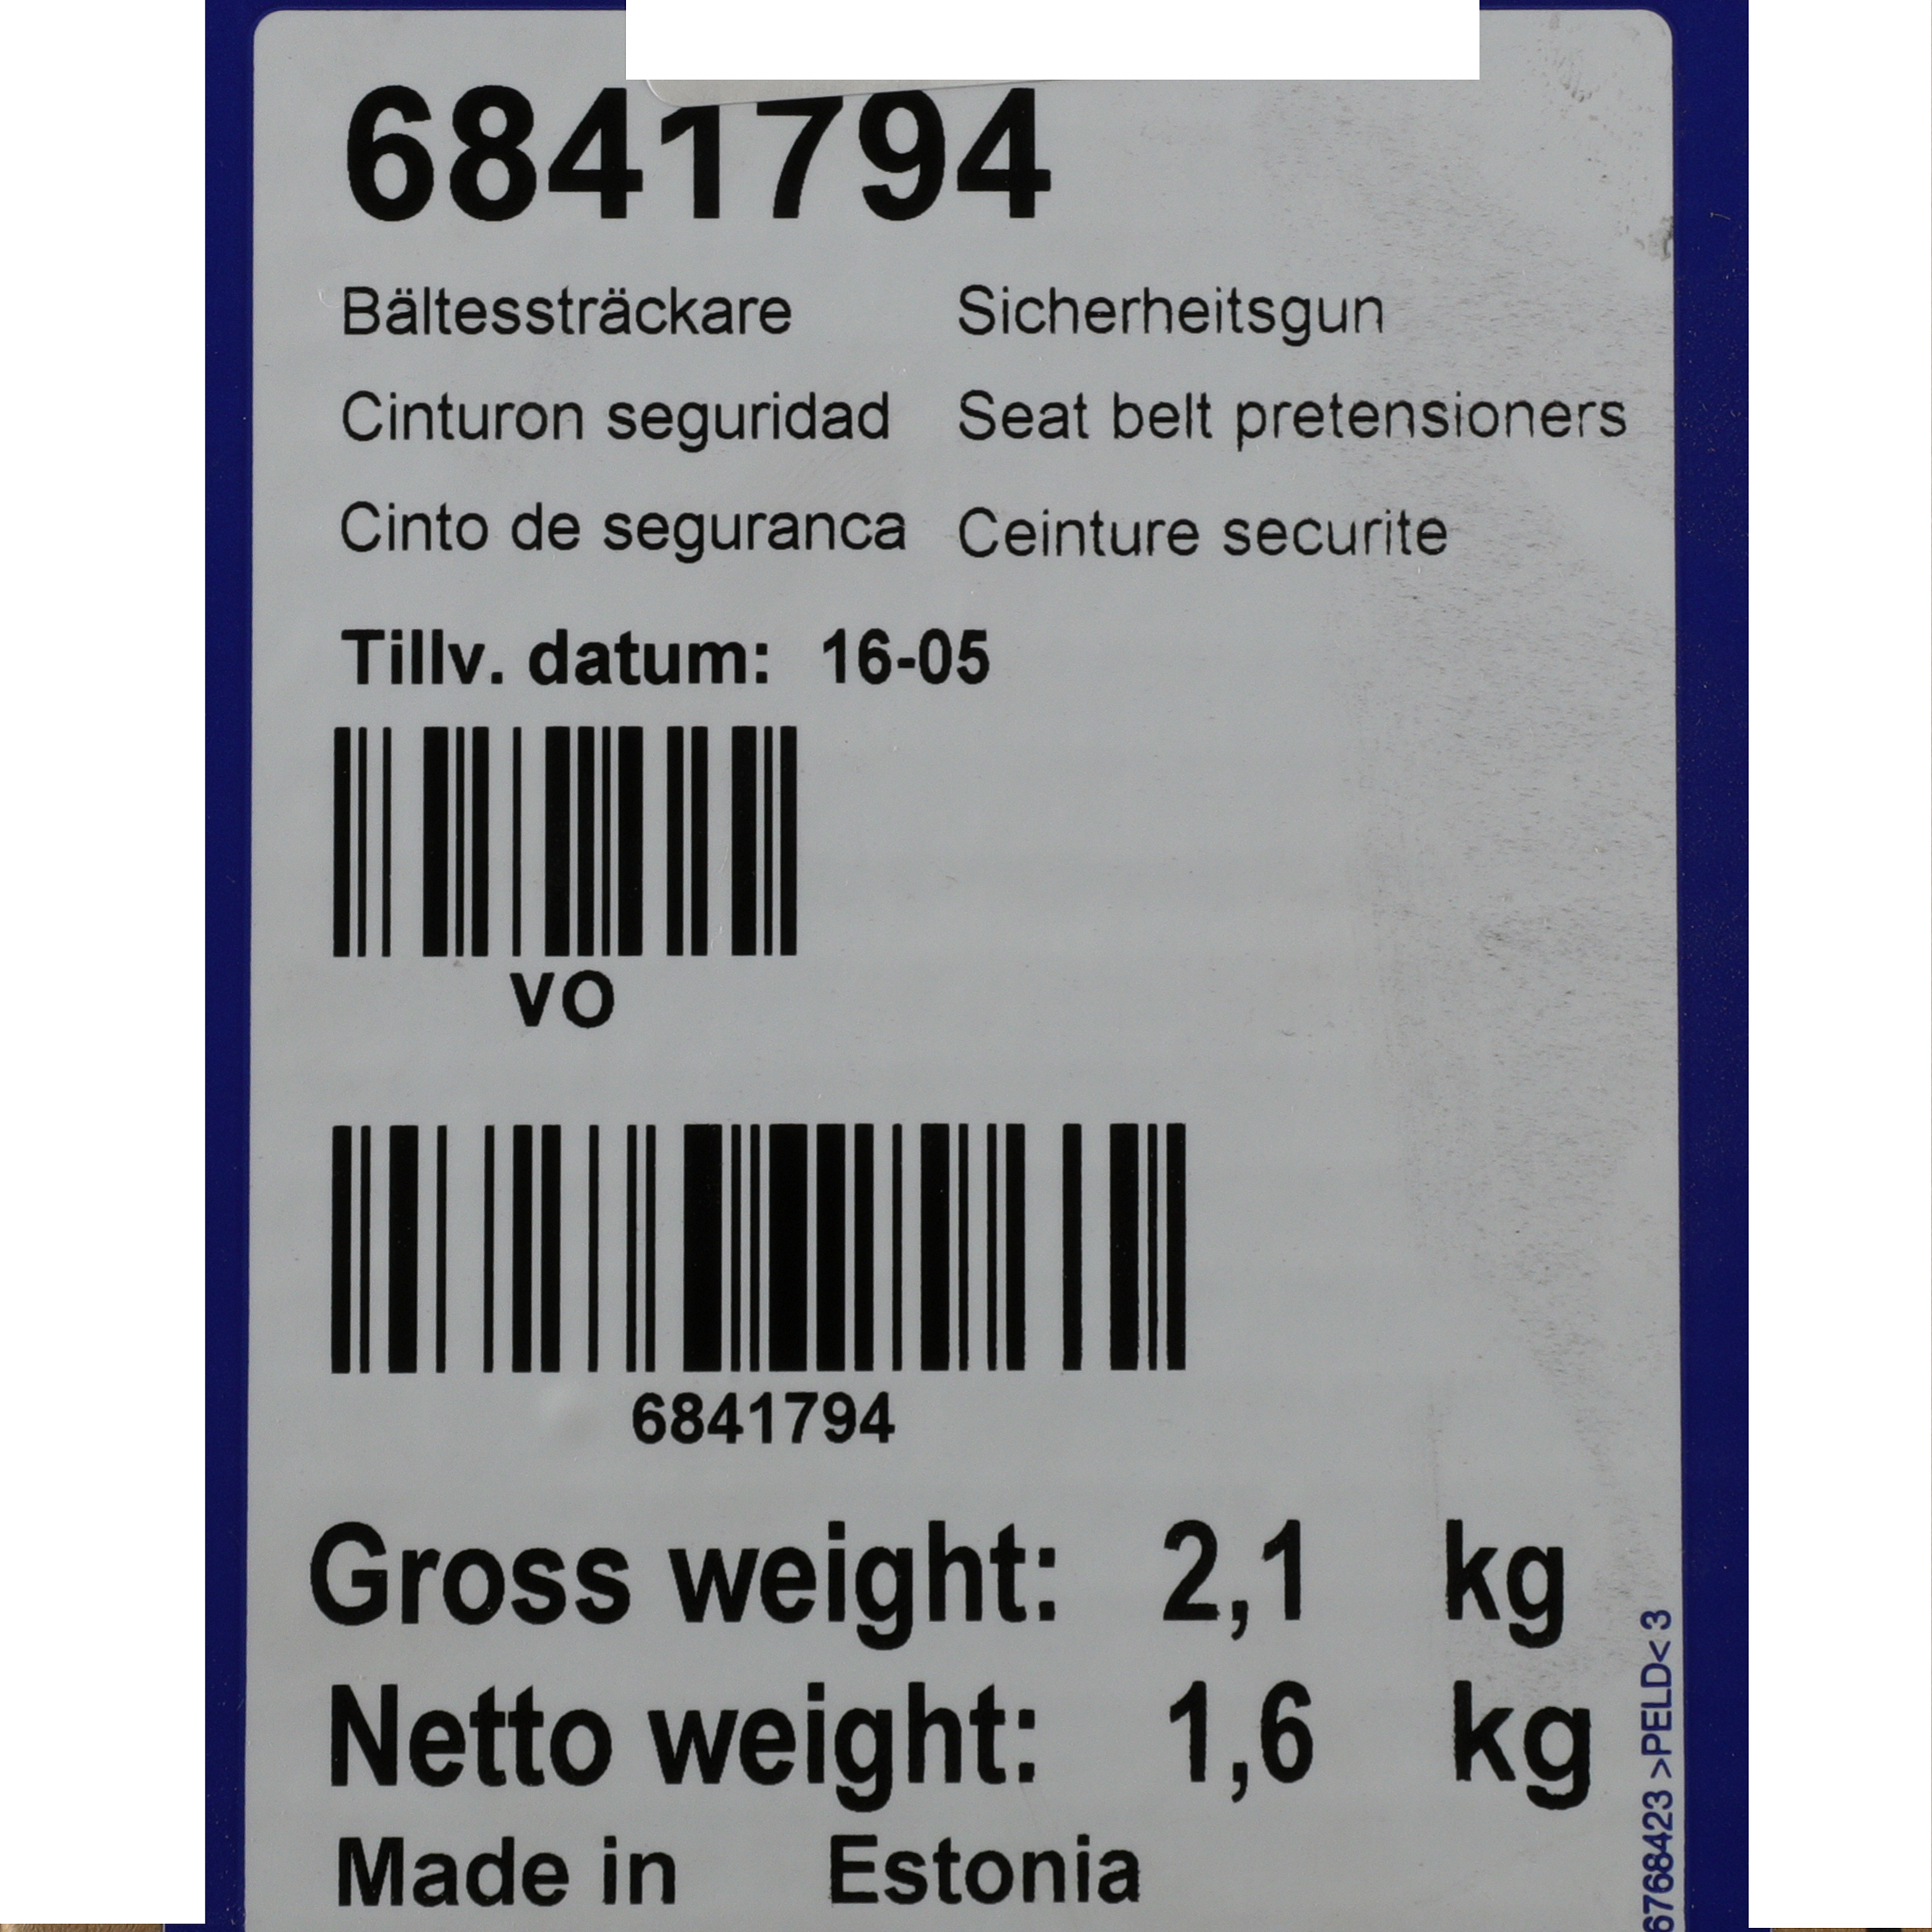 6841794
Bältessträckare Sicherheitsgun
Cinturon seguridad Seat belt pretensioners
Cinto de seguranca Ceinture securite
Tillv. datum: 16-05
VO
6841794
Gross weight: 2,1 kg
Netto weight: 1,6 kg
Made in Estonia
6768423 >PELD< 3